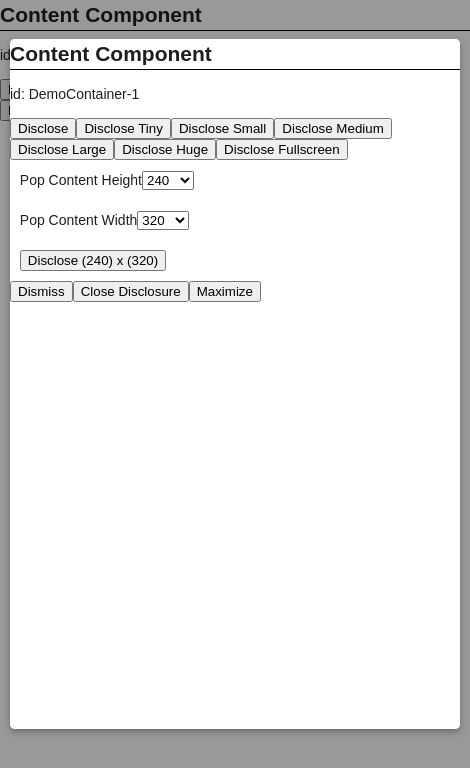 Content Component
id
Content Component
id: DemoContainer-1
Disclose Disclose Tiny Disclose Small Disclose Medium
Disclose Large Disclose Huge Disclose Fullscreen
Pop Content Height 240
Pop Content Width 320
Disclose (240) x (320)
Dismiss Close Disclosure Maximize